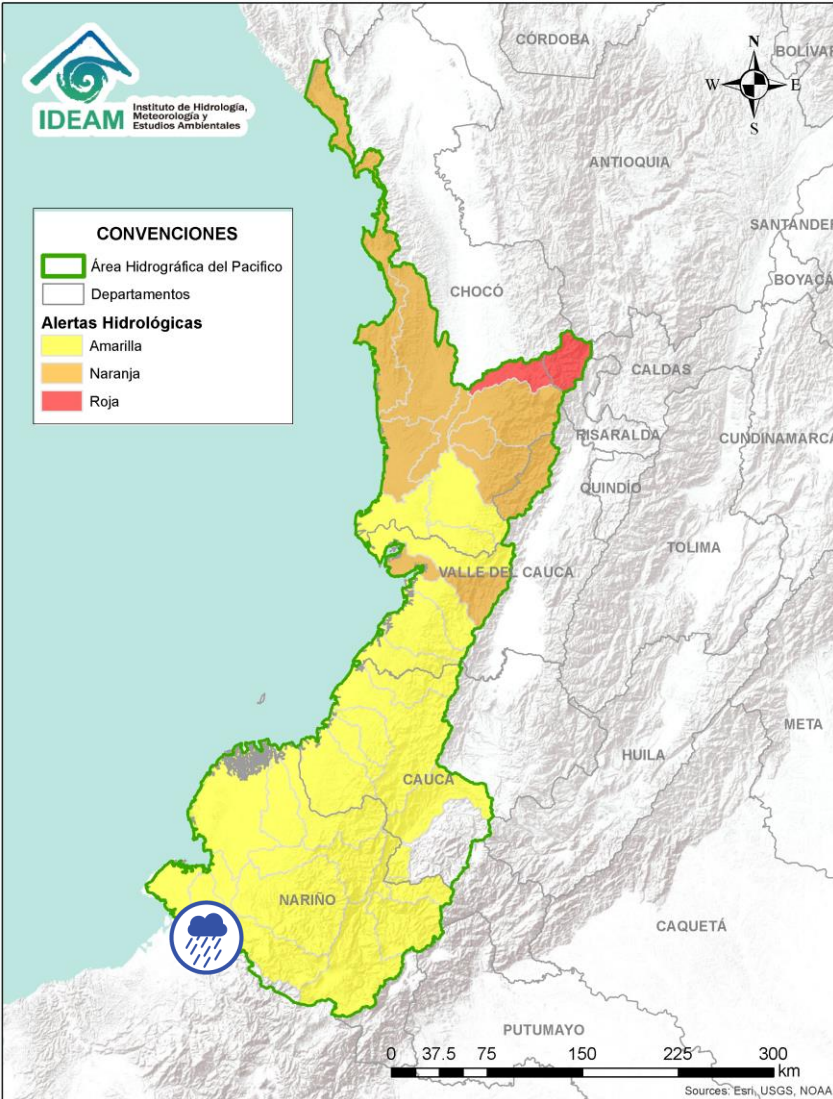 IDEAM
Instituto de Hidrología,
Meteorología y
Estudios Ambientales
N
W
E
S
CÓRDOBA
BOLÍVAR
ANTIOQUIA
SANTANDER
BOYACÁ
CHOCÓ
CALDAS
RISARALDA
CUNDINAMARCA
QUINDÍO
TOLIMA
VALLE DEL CAUCA
META
HUILA
CAUCA
NARIÑO
CAQUETÁ
PUTUMAYO
CONVENCIONES
Área Hidrográfica del Pacifico
Departamentos
Alertas Hidrológicas
Amarilla
Naranja
Roja
0 37.5 75 150 225 300
km
Sources: Esri, USGS, NOAA